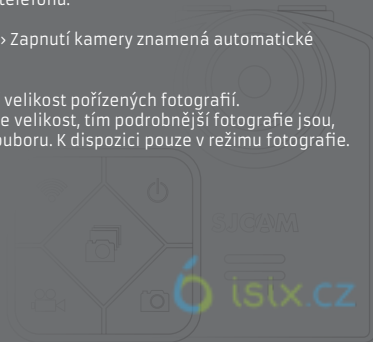 telefonu.
> Zapnutí kamery znamená automatické
velikost pořízených fotografií.
e velikost, tím podrobnější fotografie jsou,
ouboru. K dispozici pouze v režimu fotografie.
SJCAM
isix.cz